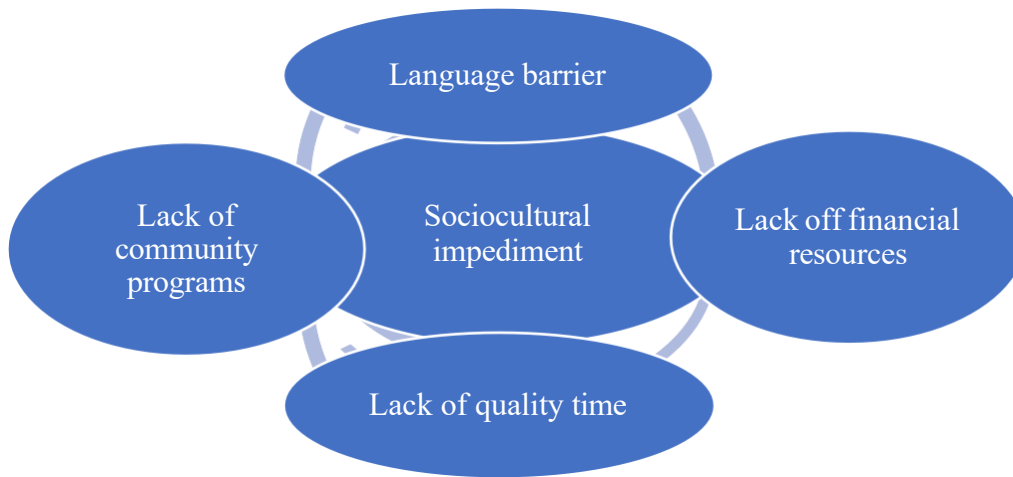 Language barrier
Lack of
community
programs
Sociocultural
impediment
Lack off financial
resources
Lack of quality time